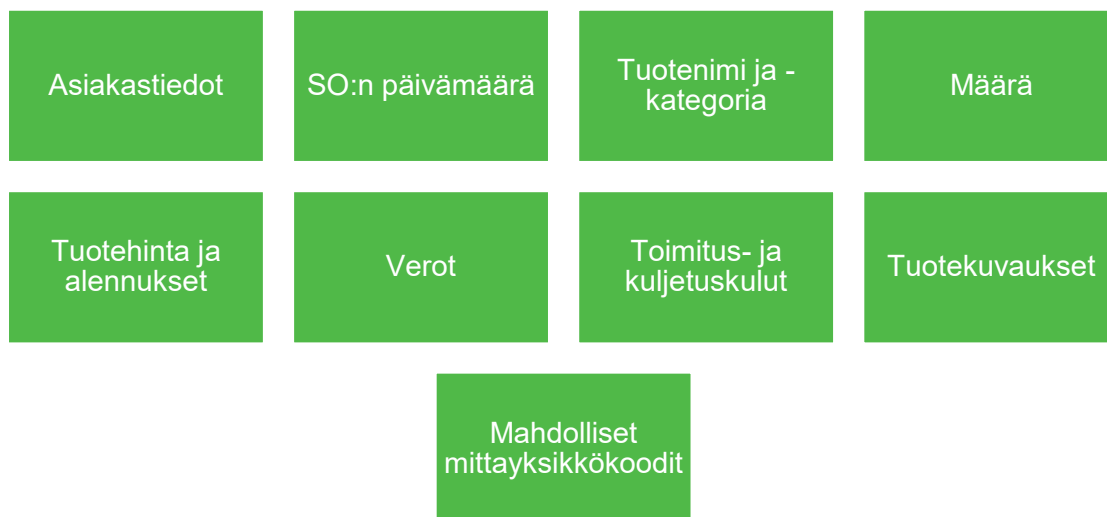 Asiakastiedot
SO:n päivämäärä
Tuotenimi ja -
kategoria
Määrä
Tuotehinta ja
alennukset
Verot
Toimitus- ja
kuljetuskulut
Tuotekuvaukset
Mahdolliset
mittayksikkökoodit